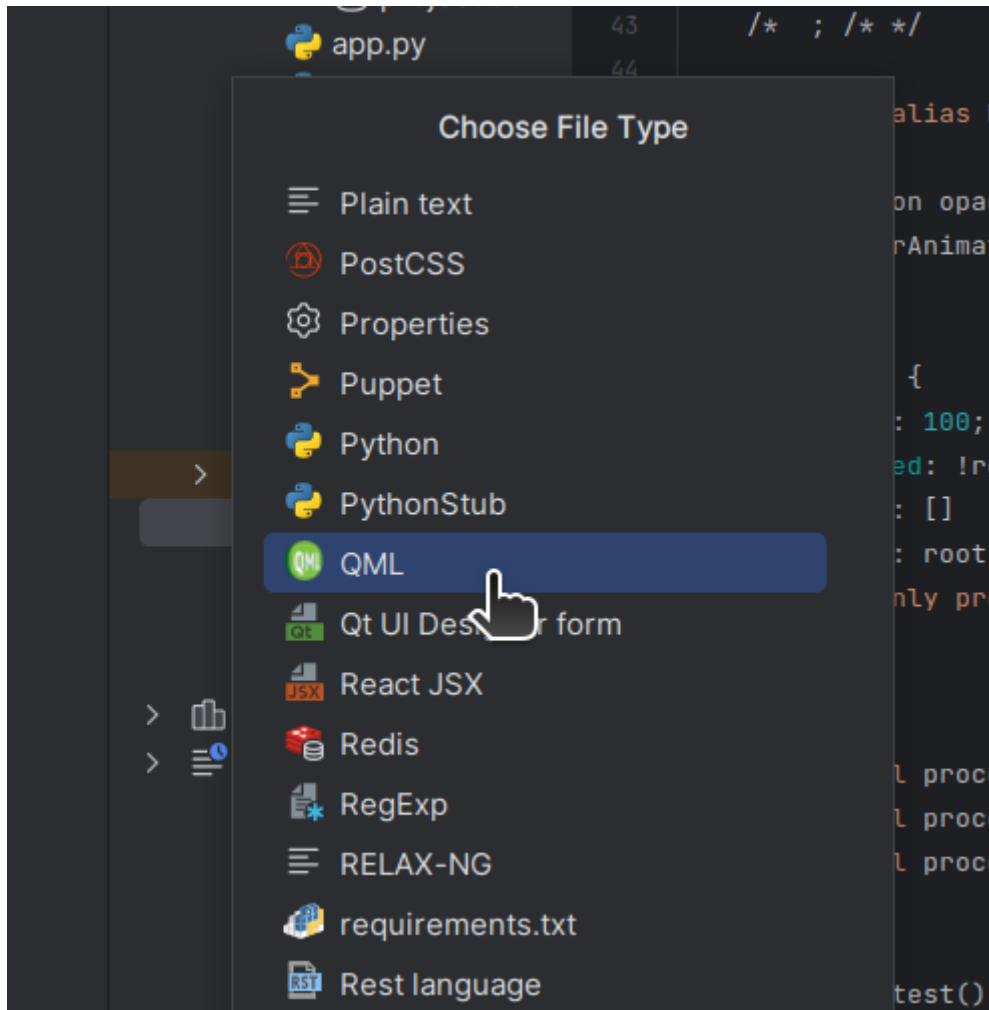 app.py
43 /* ; /* */
44
Choose File Type
alias
Plain text
on opa
PostCSS
rAnima
Properties
Puppet
{
Python
: 100;
ed: !r
PythonStub
: []
QML
: root
Qt UI Des r form
nly pr
React JSX
Redis
l proc
RegExp
l proc
RELAX-NG
l proc
requirements.txt
Rest language
test()